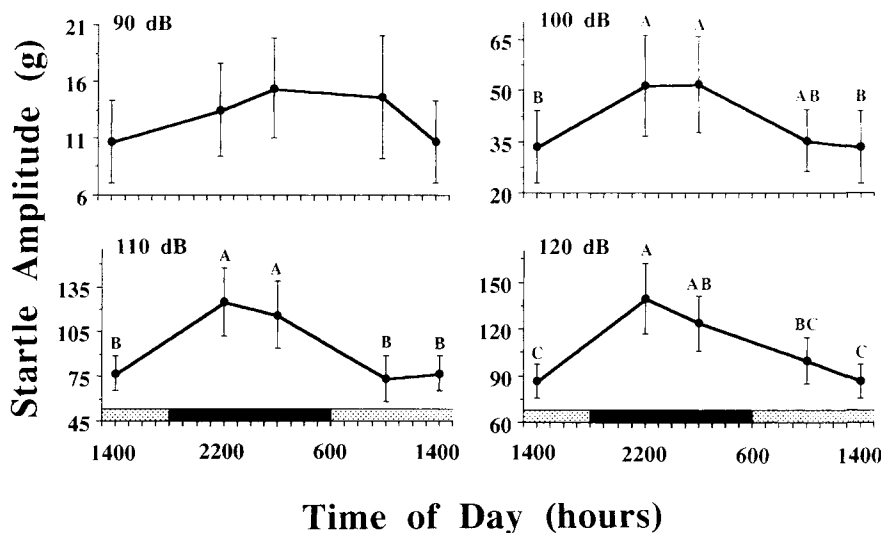 90 dB
21
16
11
6
100 dB
65
50
35
20
B
A
A
AB
B
110 dB
135
105
75
45
B
A
A
B
B
120 dB
150
120
90
60
C
A
AB
BC
C
1400
2200
600
1400
1400
2200
600
1400
Startle Amplitude (g)
Time of Day (hours)